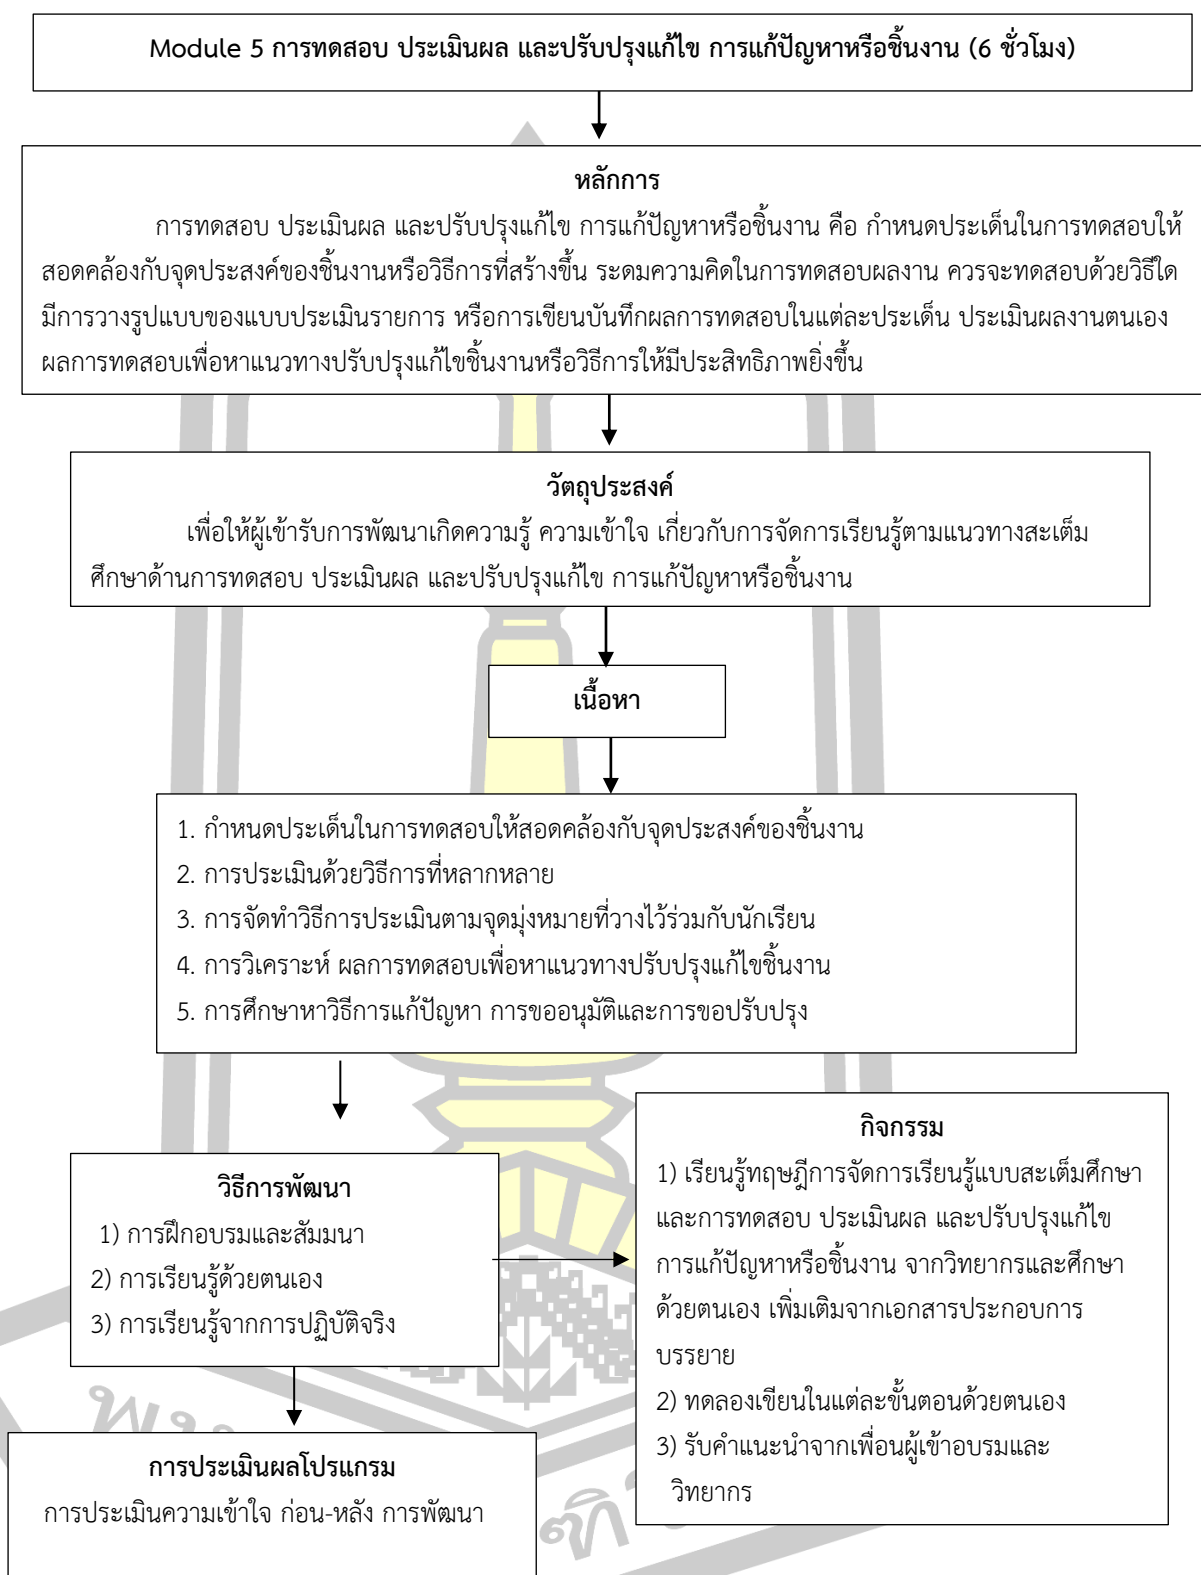 Module 5 การทดสอบ ประเมินผล และปรับปรุงแก้ไข การแก้ปัญหาหรือชิ้นงาน (6 ชั่วโมง)
หลักการ
การทดสอบ ประเมินผล และปรับปรุงแก้ไข การแก้ปัญหาหรือชิ้นงาน คือ กำหนดประเด็นในการทดสอบให้
สอดคล้องกับจุดประสงค์ของชิ้นงานหรือวิธีการที่สร้างขึ้น ระดมความคิดในการทดสอบผลงาน ควรจะทดสอบด้วยวิธีใด
มีการวางรูปแบบของแบบประเมินรายการ หรือการเขียนบันทึกผลการทดสอบในแต่ละประเด็น ประเมินผลงานตนเอง
ผลการทดสอบเพื่อหาแนวทางปรับปรุงแก้ไขชิ้นงานหรือวิธีการให้มีประสิทธิภาพยิ่งขึ้น
วัตถุประสงค์
เพื่อให้ผู้เข้ารับการพัฒนาเกิดความรู้ ความเข้าใจ เกี่ยวกับการจัดการเรียนรู้ตามแนวทางสะเต็ม
ศึกษาด้านการทดสอบ ประเมินผล และปรับปรุงแก้ไข การแก้ปัญหาหรือชิ้นงาน
เนื้อหา
1. กำหนดประเด็นในการทดสอบให้สอดคล้องกับจุดประสงค์ของชิ้นงาน
2. การประเมินด้วยวิธีการที่หลากหลาย
3. การจัดทำวิธีการประเมินตามจุดมุ่งหมายที่วางไว้ร่วมกับนักเรียน
4. การวิเคราะห์ ผลการทดสอบเพื่อหาแนวทางปรับปรุงแก้ไขชิ้นงาน
5. การศึกษาหาวิธีการแก้ปัญหา การขออนุมัติและการขอปรับปรุง
วิธีการพัฒนา
1) การฝึกอบรมและสัมมนา
2) การเรียนรู้ด้วยตนเอง
3) การเรียนรู้จากการปฏิบัติจริง
กิจกรรม
1) เรียนรู้ทฤษฎีการจัดการเรียนรู้แบบสะเต็มศึกษา
และการทดสอบ ประเมินผล และปรับปรุงแก้ไข
การแก้ปัญหาหรือชิ้นงาน จากวิทยากรและศึกษา
ด้วยตนเอง เพิ่มเติมจากเอกสารประกอบการ
บรรยาย
2) ทดลองเขียนในแต่ละขั้นตอนด้วยตนเอง
3) รับคำแนะนำจากเพื่อนผู้เข้าอบรมและ
วิทยากร
การประเมินผลโปรแกรม
การประเมินความเข้าใจ ก่อน-หลัง การพัฒนา